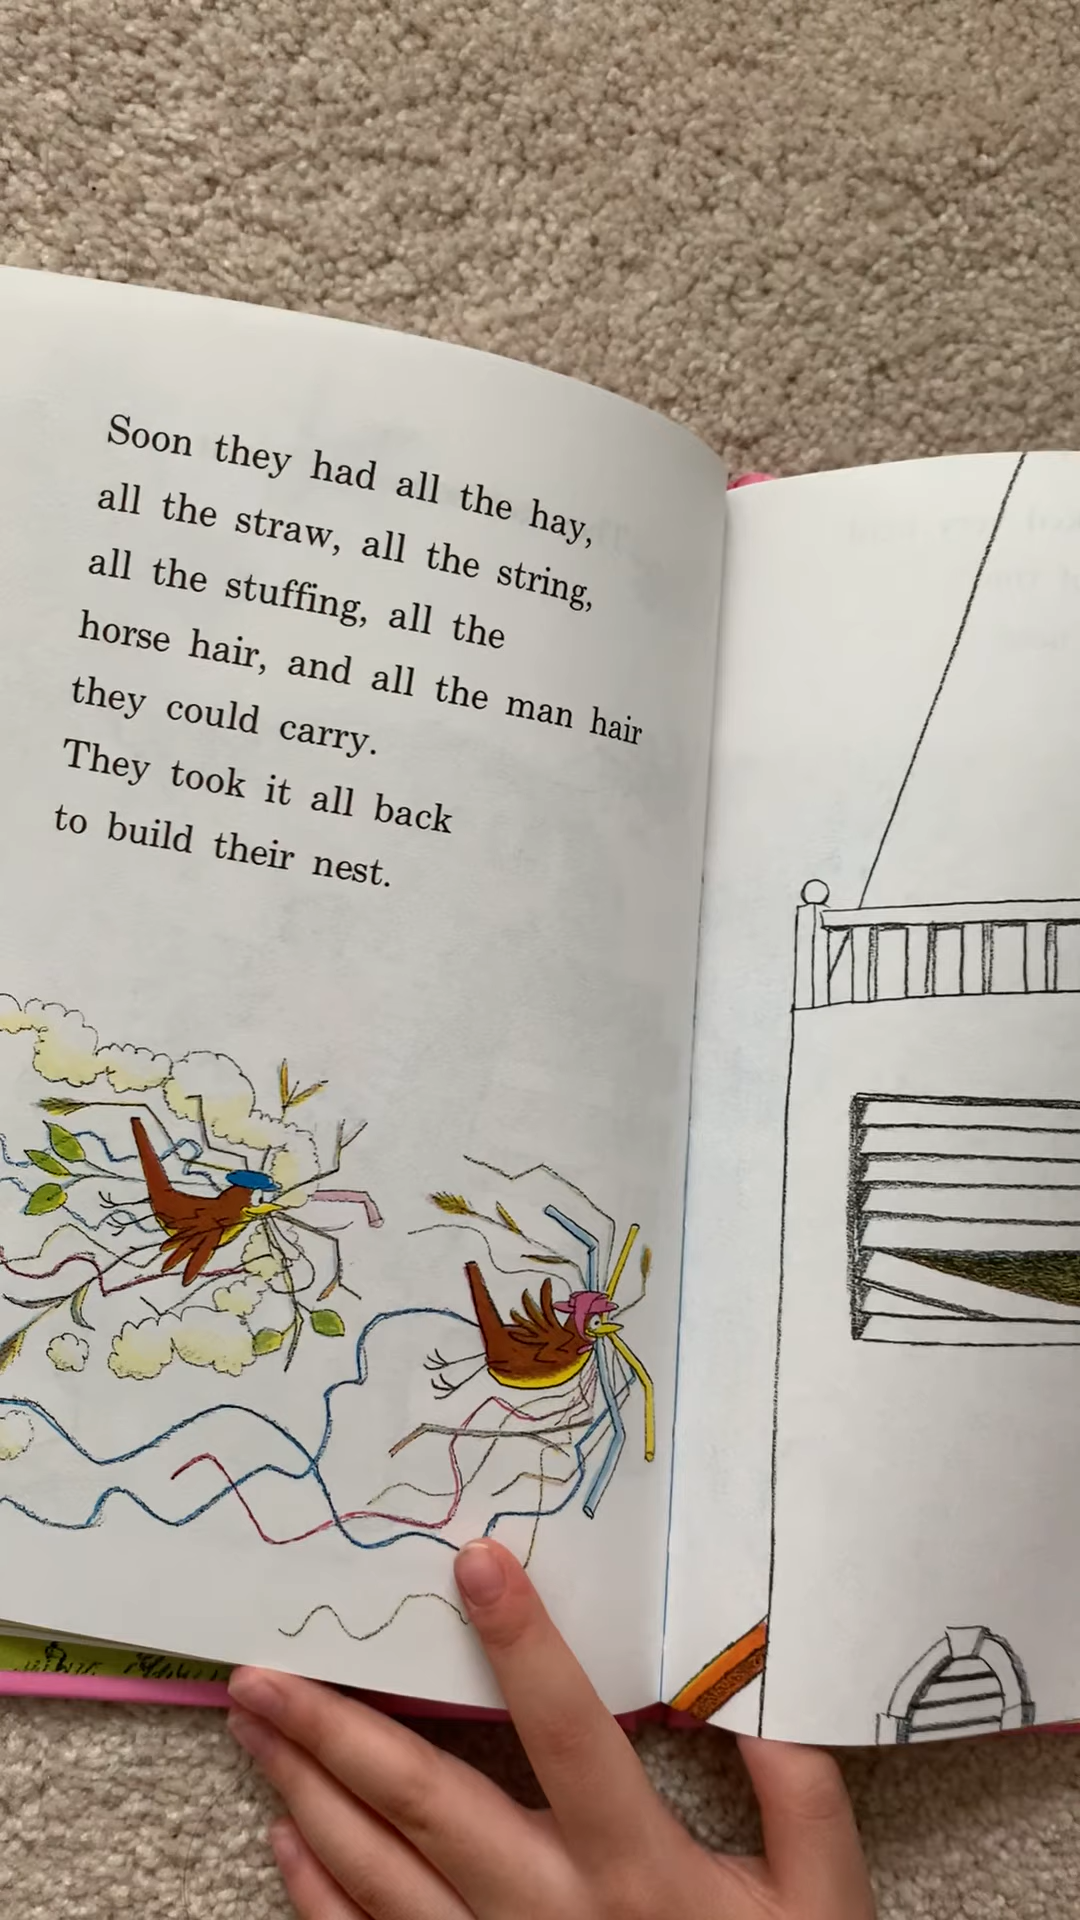 Soon they had all the hay,
all the straw, all the string,
all the stuffing, all the
horse hair, and all the man hair
they could carry.
They took it all back
to build their nest.